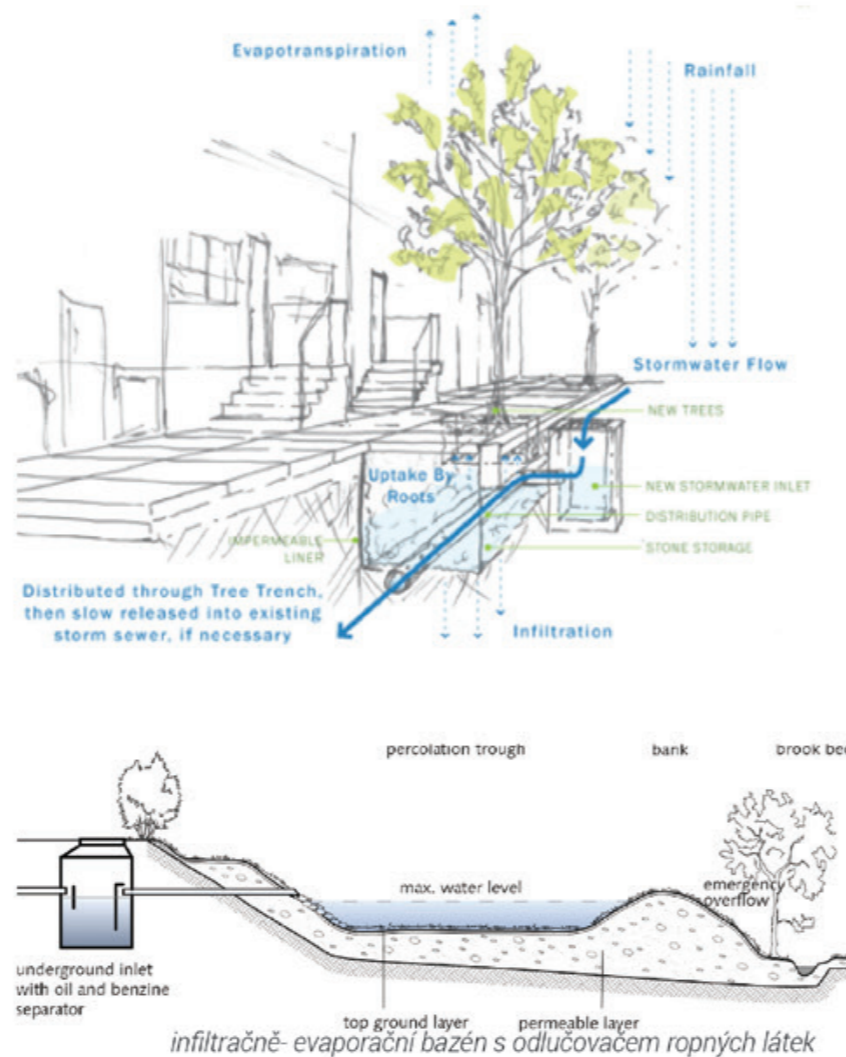 Evapotranspiration
Rainfall
Stormwater Flow
NEW TREES
Uptake By
Roots
NEW STORMWATER INLET
DISTRIBUTION PIPE
IMPERMEABLE
LINER
STONE STORAGE
Distributed through Tree Trench,
then slow released into existing
storm sewer, if necessary
Infiltration
percolation trough
bank
brook bed
max. water level
emergency
overflow
underground inlet
with oil and benzine
separator
top ground layer
permeable layer
infiltračně- evaporační bazén s odlučovačem ropných látek